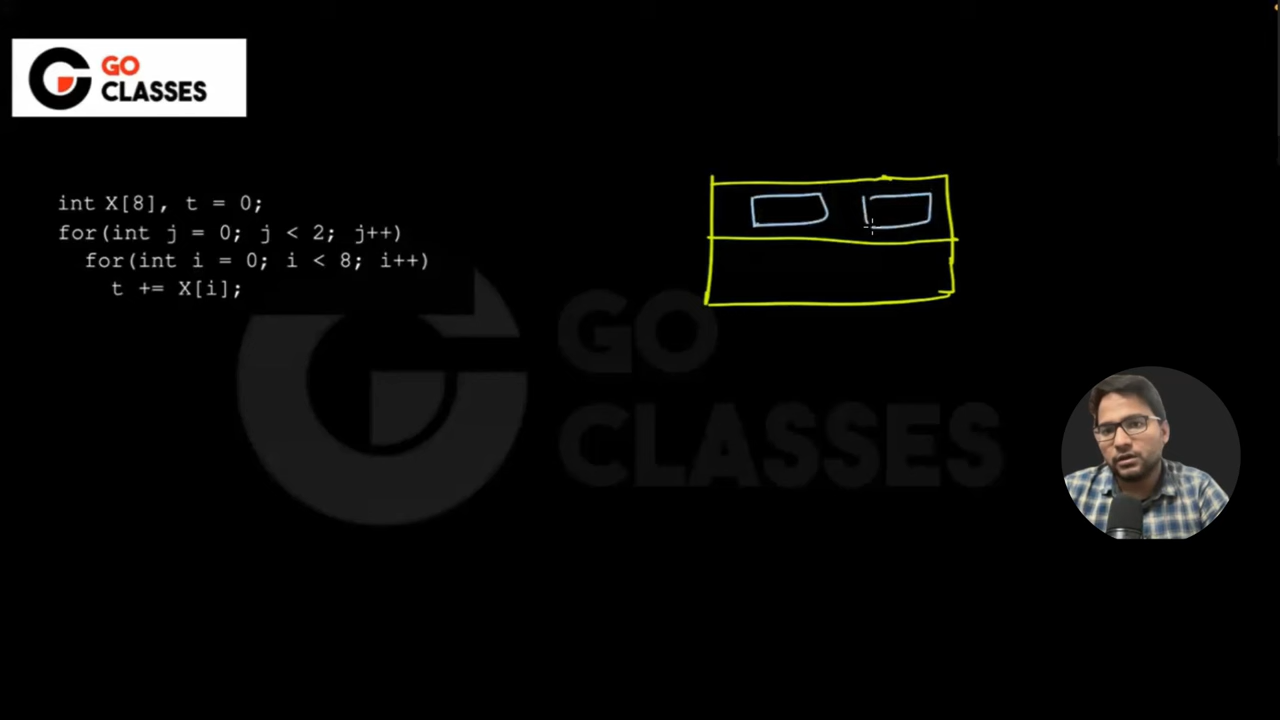 GO
CLASSES
int X[8], t = 0;
for(int j = 0; j < 2; j++)
for(int i = 0; i < 8; i++)
t += X[i];
GO
CLASSES